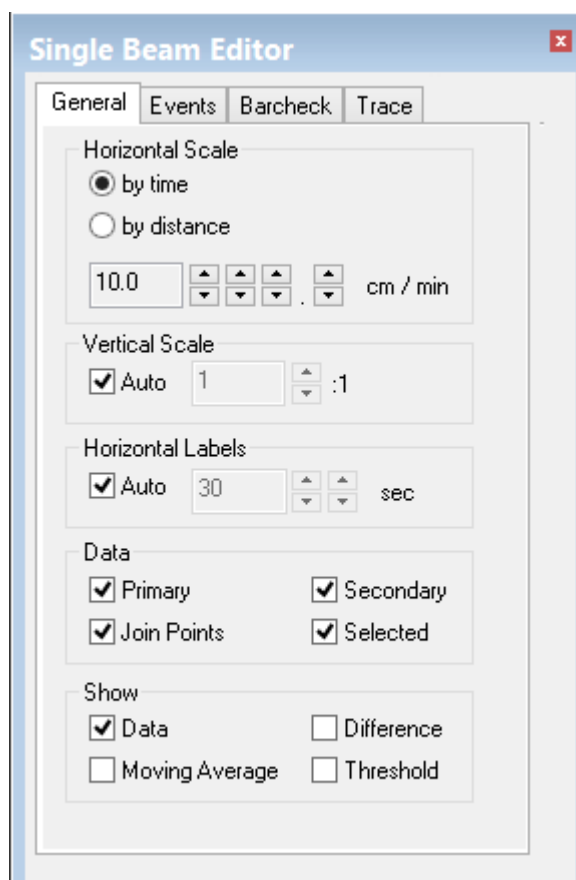 Single Beam Editor x
General Events Barcheck Trace
Horizontal Scale
by time
by distance
10.0 . cm / min
Vertical Scale
Auto 1 :1
Horizontal Labels
Auto 30 sec
Data
Primary Secondary
Join Points Selected
Show
Data Difference
Moving Average Threshold